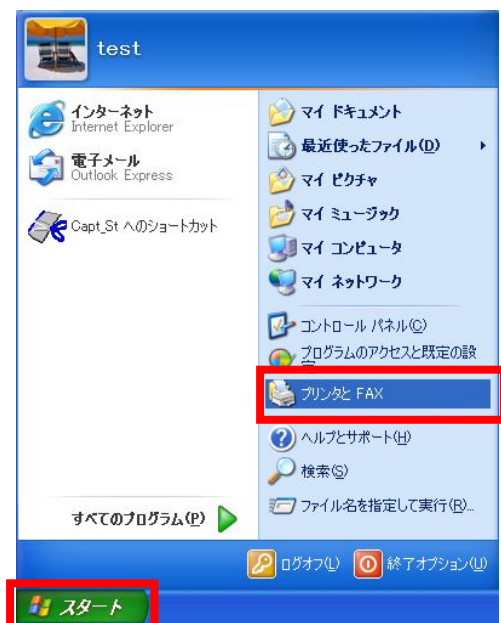 test
インターネット
Internet Explorer
電子メール
Outlook Express
Capt_St へのショートカット
すべてのプログラム(P)
マイ ドキュメント
最近使ったファイル(D)
マイ ピクチャ
マイ ミュージック
マイ コンピュータ
マイ ネットワーク
コントロール パネル(C)
プログラムのアクセスと既定の設
プリンタと FAX
ヘルプとサポート(H)
検索(S)
ファイル名を指定して実行(R)...
ログオフ(L)
終了オプション(U)
スタート